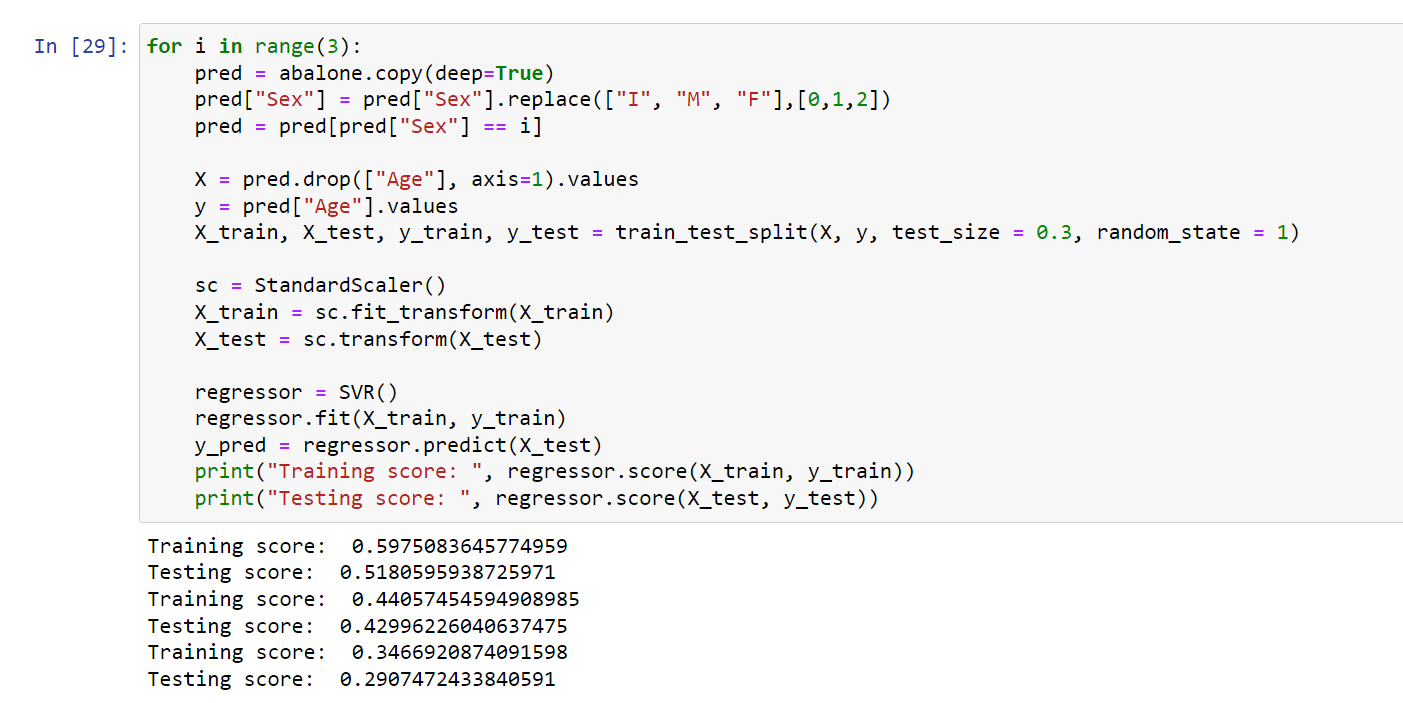 In [29]: for i in range(3):
    pred = abalone.copy(deep=True)
    pred["Sex"] = pred["Sex"].replace(["I", "M", "F"],[0,1,2])
    pred = pred[pred["Sex"] == i]

    X = pred.drop(["Age"], axis=1).values
    y = pred["Age"].values
    X_train, X_test, y_train, y_test = train_test_split(X, y, test_size = 0.3, random_state = 1)

    sc = StandardScaler()
    X_train = sc.fit_transform(X_train)
    X_test = sc.transform(X_test)

    regressor = SVR()
    regressor.fit(X_train, y_train)
    y_pred = regressor.predict(X_test)
    print("Training score: ", regressor.score(X_train, y_train))
    print("Testing score: ", regressor.score(X_test, y_test))
Training score:  0.5975083645774959
Testing score:  0.5180595938725971
Training score:  0.44057454594908985
Testing score:  0.42996226040637475
Training score:  0.3466920874091598
Testing score:  0.2907472433840591